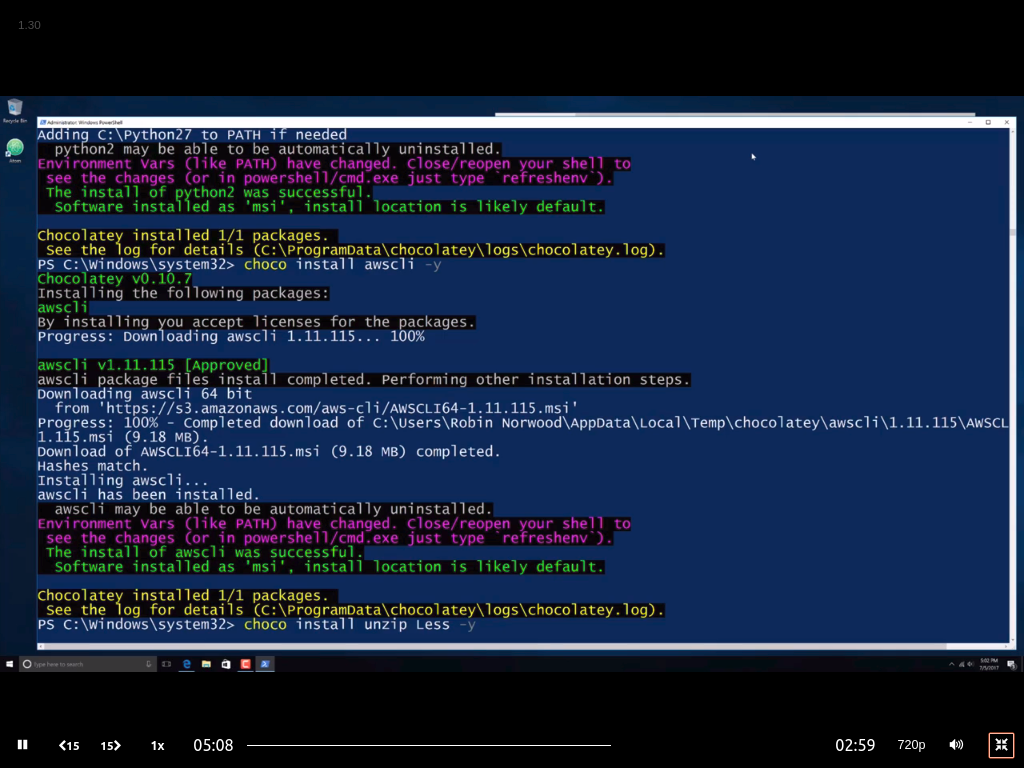 1.30
Recycle Bin
Atom
Administrator: Windows PowerShell
Adding C:\Python27 to PATH if needed
python2 may be able to be automatically uninstalled.
Environment Vars (like PATH) have changed. Close/reopen your shell to
see the changes (or in powershell/cmd.exe just type `refreshenv`).
The install of python2 was successful.
Software installed as 'msi', install location is likely default.
Chocolatey installed 1/1 packages.
See the log for details (C:\ProgramData\chocolatey\logs\chocolatey.log).
PS C:\Windows\system32> choco install awscli -y
Chocolatey v0.10.7
Installing the following packages:
awscli
By installing you accept licenses for the packages.
Progress: Downloading awscli 1.11.115... 100%
awscli v1.11.115 [Approved]
awscli package files install completed. Performing other installation steps.
Downloading awscli 64 bit
from 'https://s3.amazonaws.com/aws-cli/AWSCLI64-1.11.115.msi'
Progress: 100% - Completed download of C:\Users\Robin Norwood\AppData\Local\Temp\chocolatey\awscli\1.11.115\AWSCL
1.115.msi (9.18 MB).
Download of AWSCLI64-1.11.115.msi (9.18 MB) completed.
Hashes match.
Installing awscli...
awscli has been installed.
awscli may be able to be automatically uninstalled.
Environment Vars (like PATH) have changed. Close/reopen your shell to
see the changes (or in powershell/cmd.exe just type `refreshenv`).
The install of awscli was successful.
Software installed as 'msi', install location is likely default.
Chocolatey installed 1/1 packages.
See the log for details (C:\ProgramData\chocolatey\logs\chocolatey.log).
PS C:\Windows\system32> choco install unzip Less -y
Type here to search
3:02 PM
7/5/2017
15 15 1x 05:08 02:59 720p